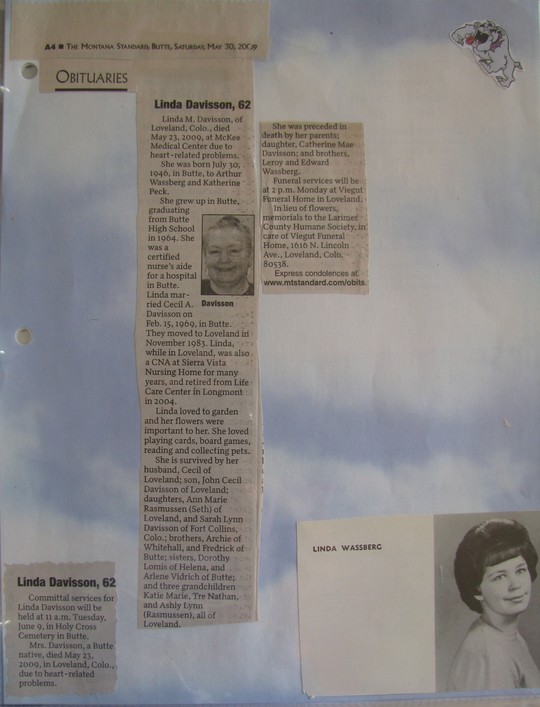 A4 ■ THE MONTANA STANDARD, BUTTE, SATURDAY, MAY 30, 2009
OBITUARIES
Linda Davisson, 62
Linda M. Davisson, of
Loveland, Colo., died
May 23, 2009, at McKee
Medical Center due to
heart-related problems.
She was born July 30,
1946, in Butte, to Arthur
Wassberg and Katherine
Peck.
She grew up in Butte,
graduating
from Butte
High School
in 1964. She
was a
certified
nurse's aide
for a hospital
in Butte.
Linda mar-
ried Cecil A.
Davisson on
Feb. 15, 1969, in Butte.
They moved to Loveland in
November 1983. Linda,
while in Loveland, was also
a CNA at Sierra Vista
Nursing Home for many
years, and retired from Life
Care Center in Longmont
in 2004.
Linda loved to garden
and her flowers were
important to her. She loved
playing cards, board games,
reading and collecting pets.
She is survived by her
husband, Cecil of
Loveland; son, John Cecil
Davisson of Loveland;
daughters, Ann Marie
Rasmussen (Seth) of
Loveland, and Sarah Lynn
Davisson of Fort Collins,
Colo.; brothers, Archie of
Whitehall, and Fredrick of
Butte; sisters, Dorothy
Lomis of Helena, and
Arlene Vidrich of Butte;
and three grandchildren
Katie Marie, Tre Nathan,
and Ashly Lynn
(Rasmussen), all of
Loveland.
Davisson
She was preceded in
death by her parents;
daughter, Catherine Mae
Davisson; and brothers,
Leroy and Edward
Wassberg.
Funeral services will be
at 2 p.m. Monday at Viegut
Funeral Home in Loveland.
In lieu of flowers,
memorials to the Larimer
County Humane Society, in
care of Viegut Funeral
Home, 1616 N. Lincoln
Ave., Loveland, Colo.
80538.
Express condolences at
www.mtstandard.com/obits.
Linda Davisson, 62
Committal services for
Linda Davisson will be
held at 11 a.m. Tuesday,
June 9, in Holy Cross
Cemetery in Butte.
Mrs. Davisson, a Butte
native, died May 23,
2009, in Loveland, Colo.,
due to heart-related
problems.
LINDA WASSBERG